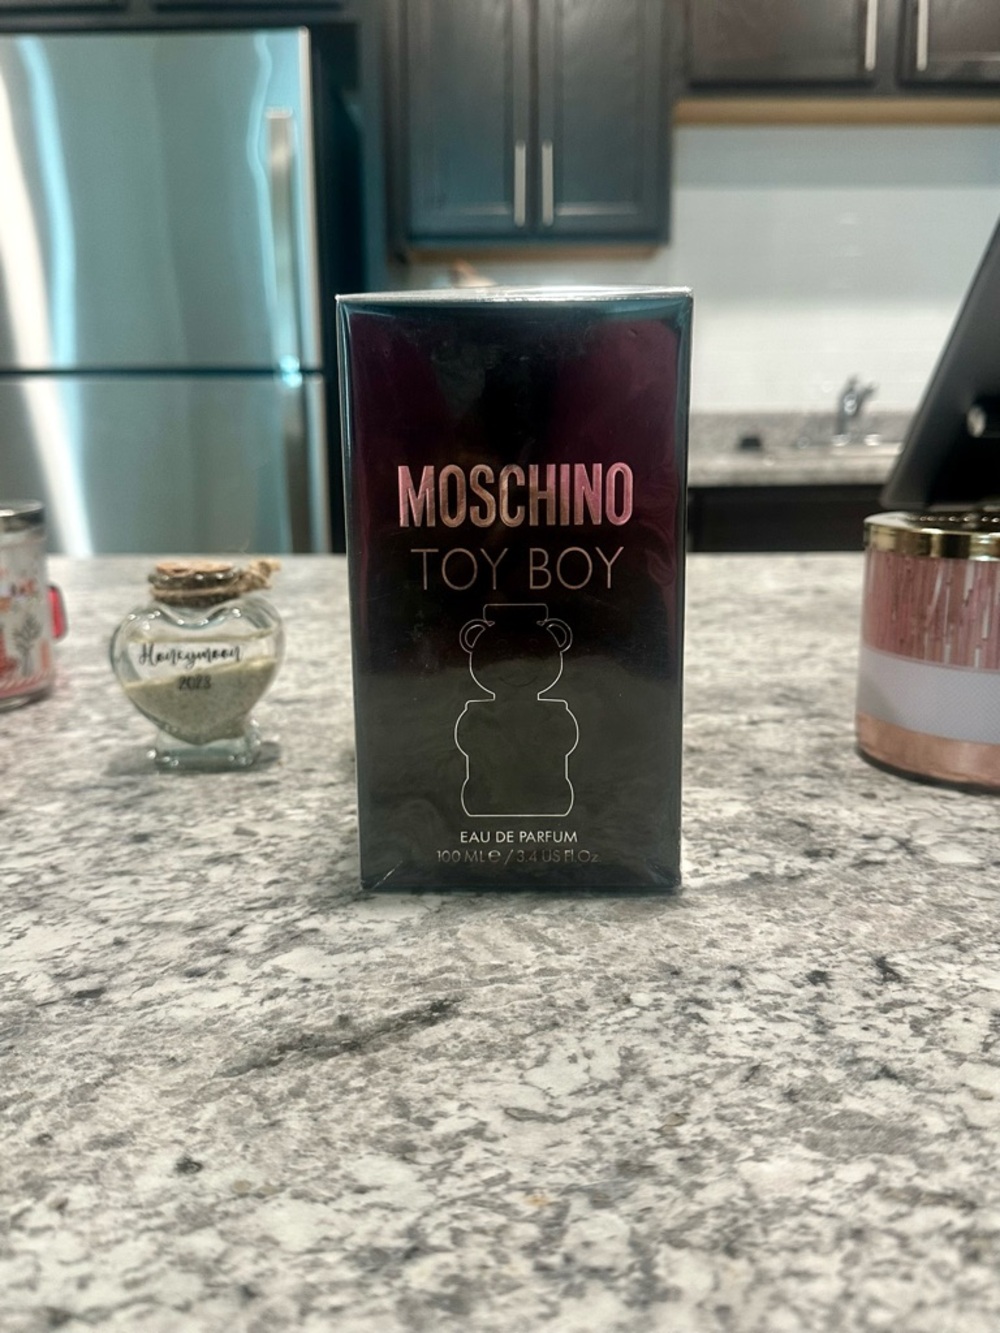 MOSCHINO
TOY BOY
EAU DE PARFUM
100 ML ℮ / 3.4 US Fl.Oz.
Honeymoon
2023